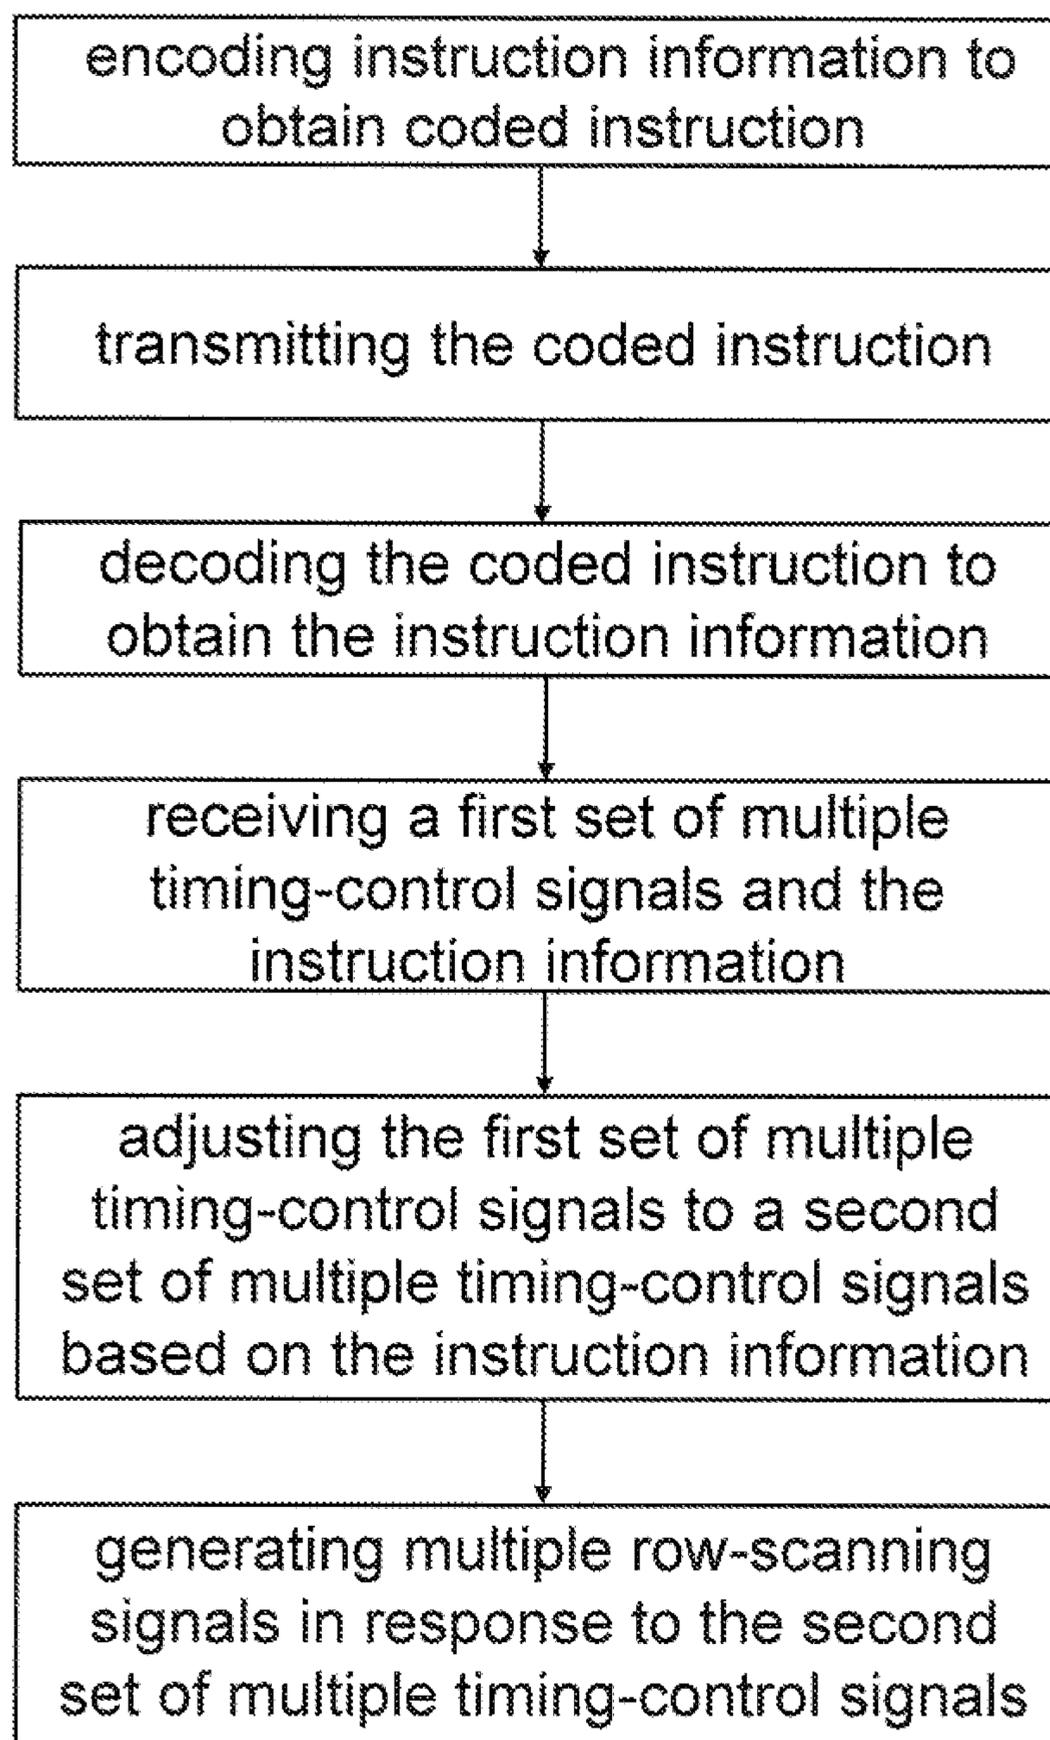 encoding instruction information to
obtain coded instruction
transmitting the coded instruction
decoding the coded instruction to
obtain the instruction information
receiving a first set of multiple
timing-control signals and the
instruction information
adjusting the first set of multiple
timing-control signals to a second
set of multiple timing-control signals
based on the instruction information
generating multiple row-scanning
signals in response to the second
set of multiple timing-control signals